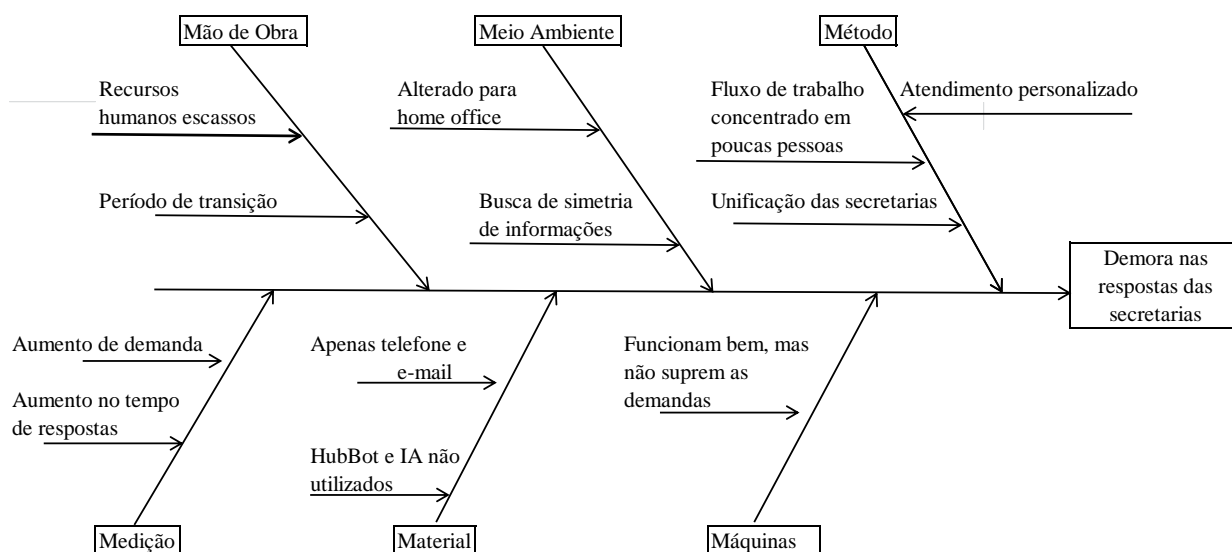 Mão de Obra
Meio Ambiente
Método
Recursos
humanos escassos
Alterado para
home office
Fluxo de trabalho
concentrado em
poucas pessoas
Atendimento personalizado
Período de transição
Busca de simetria
de informações
Unificação das secretarias
Demora nas
respostas das
secretarias
Aumento de demanda
Apenas telefone e
e-mail
Funcionam bem, mas
não suprem as
demandas
Aumento no tempo
de respostas
HubBot e IA não
utilizados
Medição
Material
Máquinas